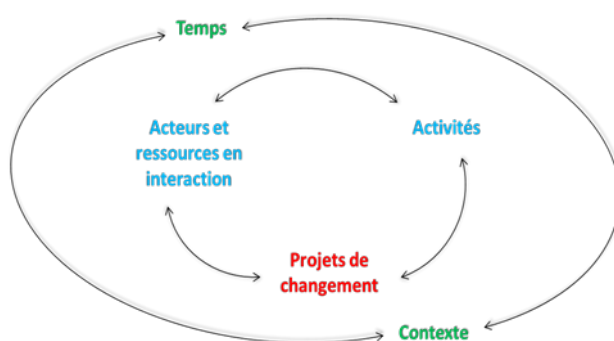 Temps
Acteurs et
ressources en
interaction
Activités
Projets de
changement
Contexte